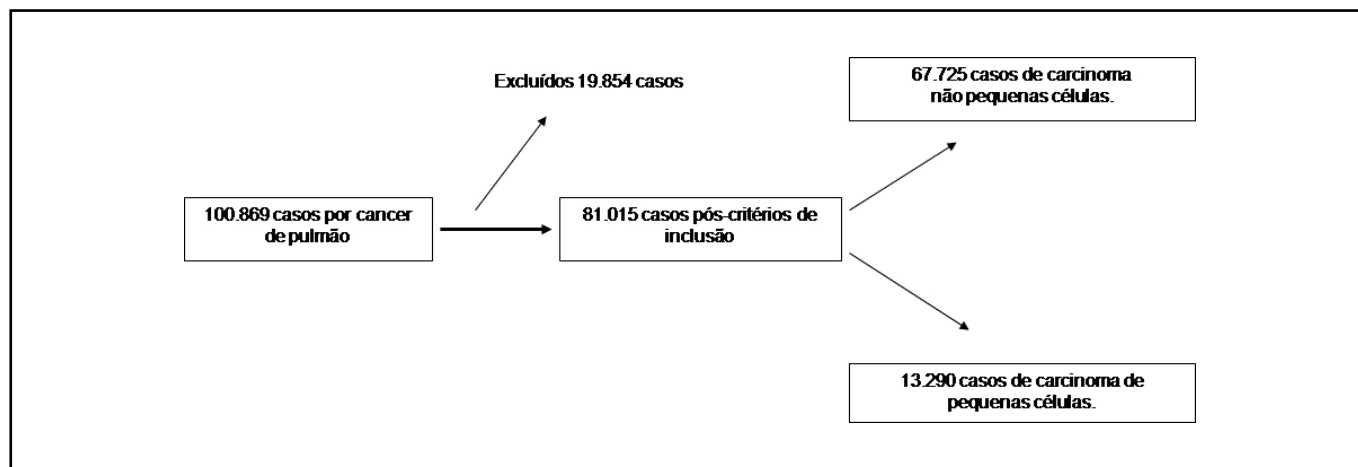 Excluídos 19.854 casos
67.725 casos de carcinoma
não pequenas células.
100.869 casos por cancer
de pulmão
81.015 casos pós-critérios de
inclusão
13.290 casos de carcinoma de
pequenas células.